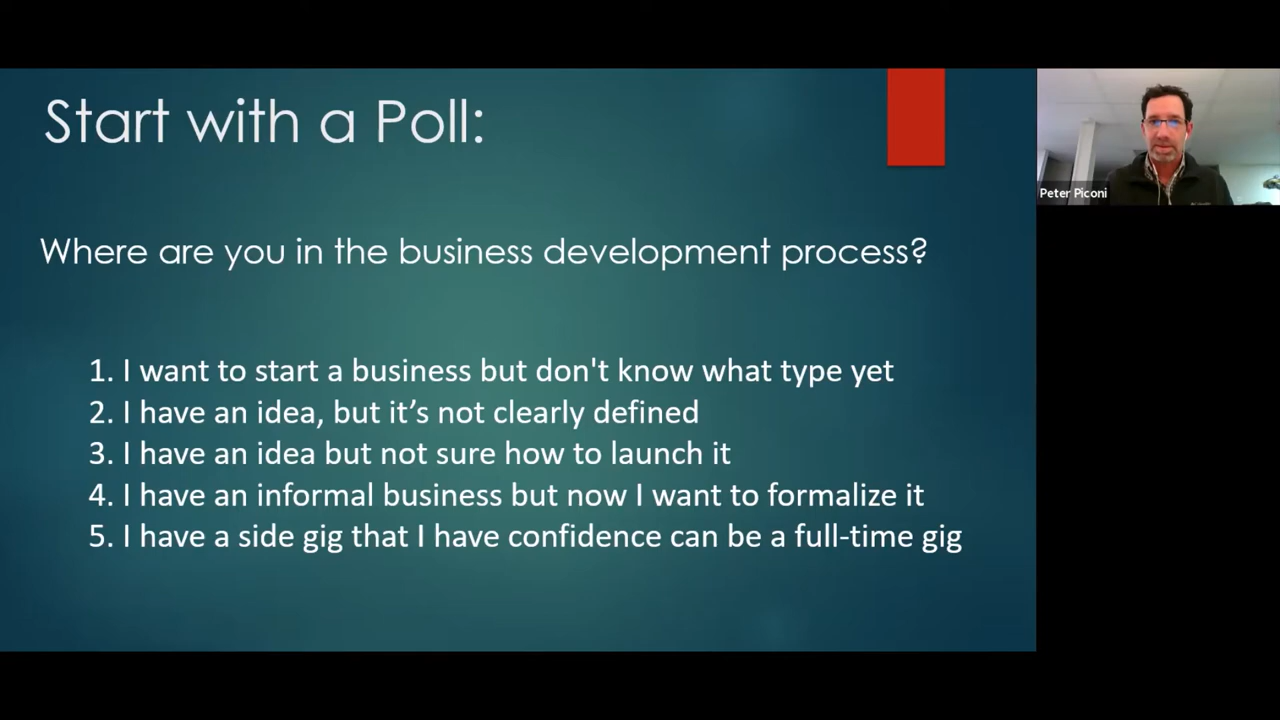 Start with a Poll:
Where are you in the business development process?
1. I want to start a business but don't know what type yet
2. I have an idea, but it’s not clearly defined
3. I have an idea but not sure how to launch it
4. I have an informal business but now I want to formalize it
5. I have a side gig that I have confidence can be a full-time gig
Peter Piconi